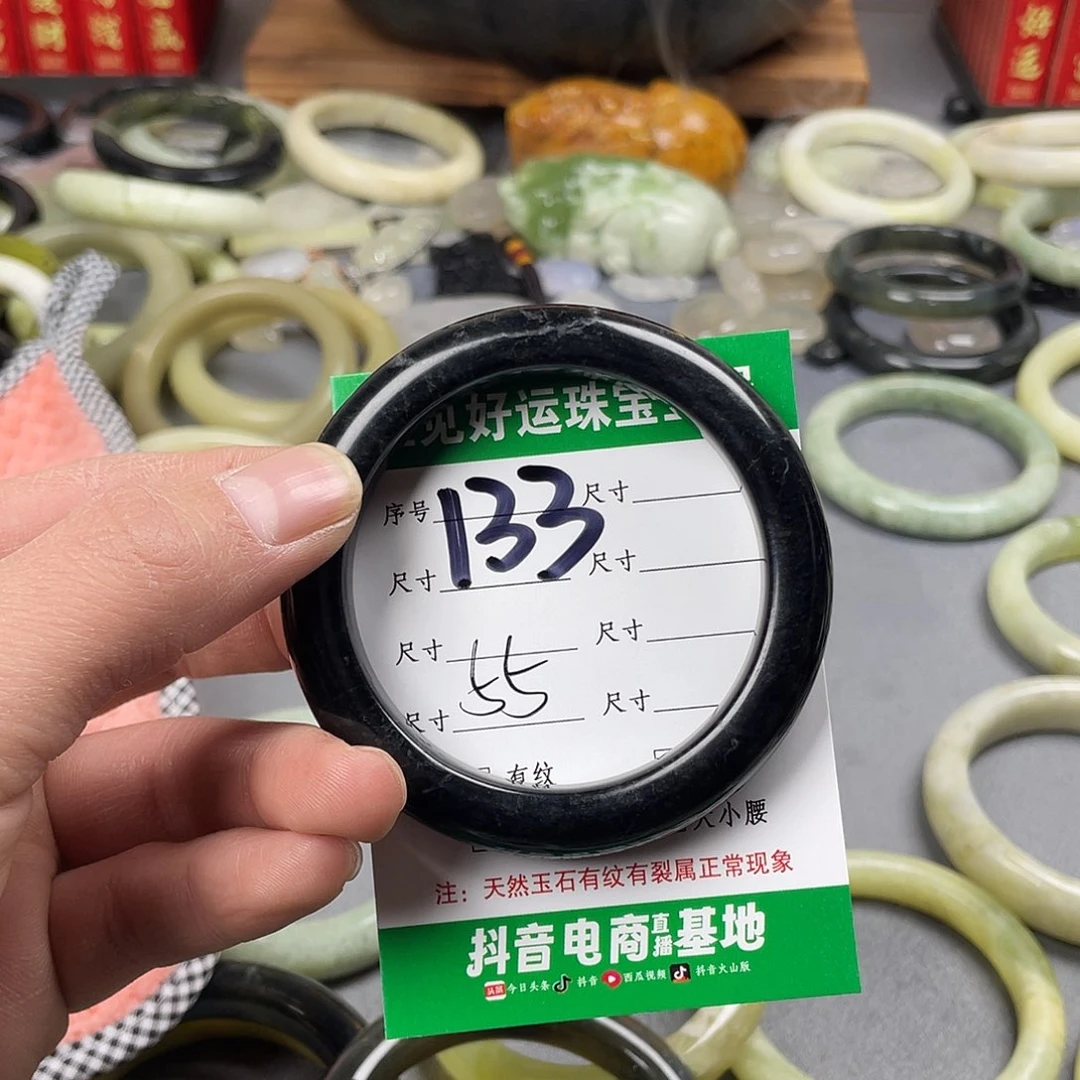 好运
见好运珠宝
序号 133 尺寸
尺寸 尺寸
尺寸 55 尺寸
尺寸 尺寸
有纹
小腰
注：天然玉石有纹有裂属正常现象
抖音电商直播基地
今日头条 抖音 西瓜视频 抖音火山版